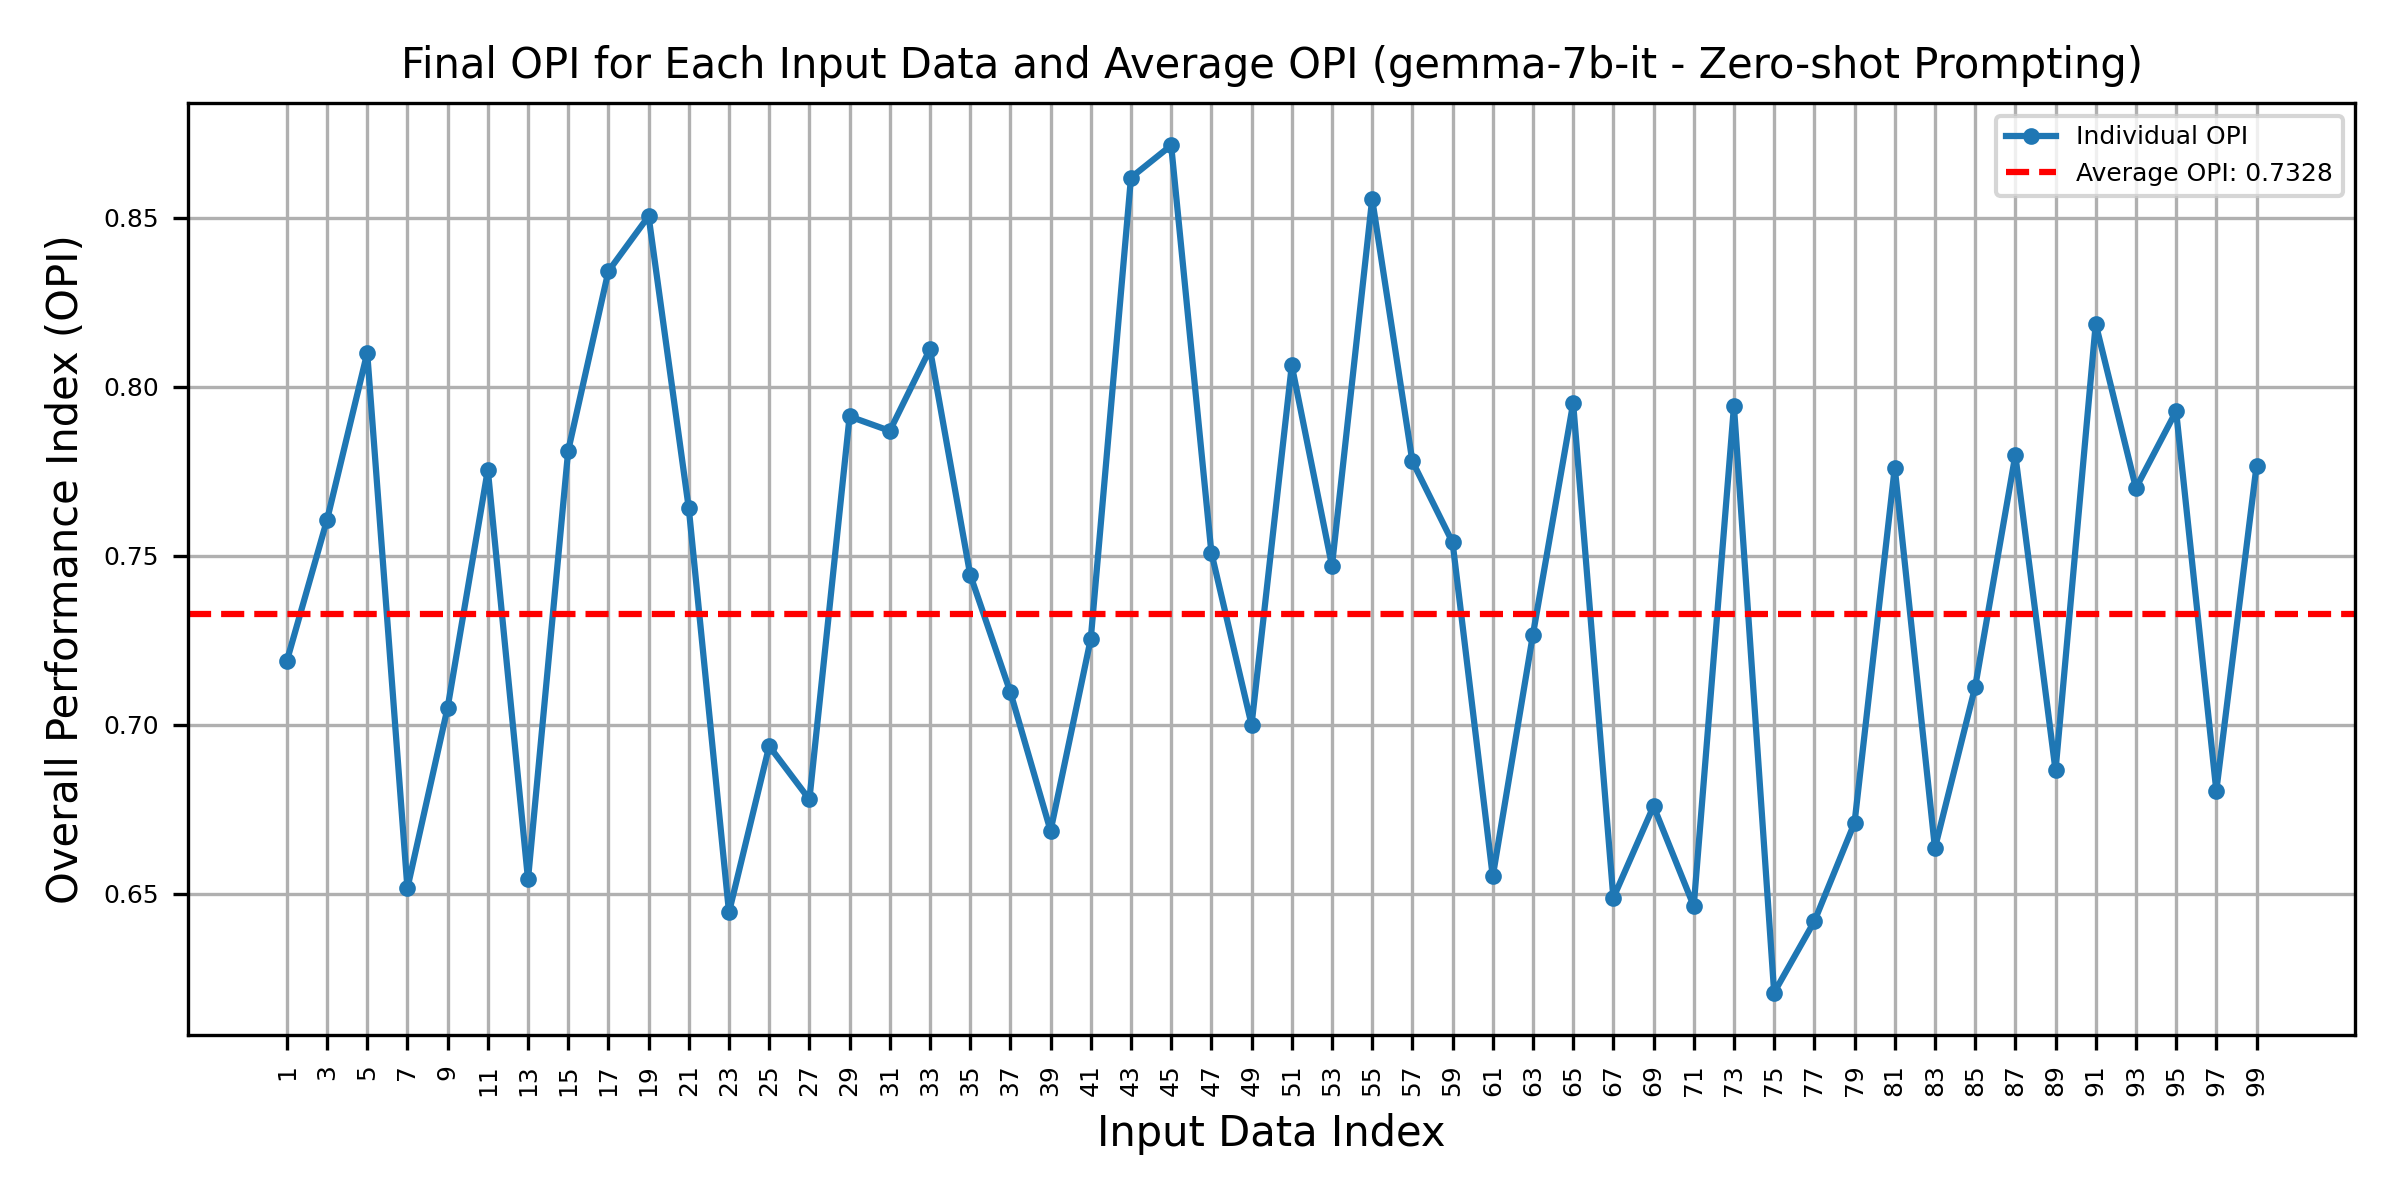 Final OPI for Each Input Data and Average OPI (gemma-7b-it - Zero-shot Prompting)
Individual OPI
Average OPI: 0.7328
Overall Performance Index (OPI)
0.85
0.80
0.75
0.70
0.65
1 3 5 7 9 11 13 15 17 19 21 23 25 27 29 31 33 35 37 39 41 43 45 47 49 51 53 55 57 59 61 63 65 67 69 71 73 75 77 79 81 83 85 87 89 91 93 95 97 99
Input Data Index